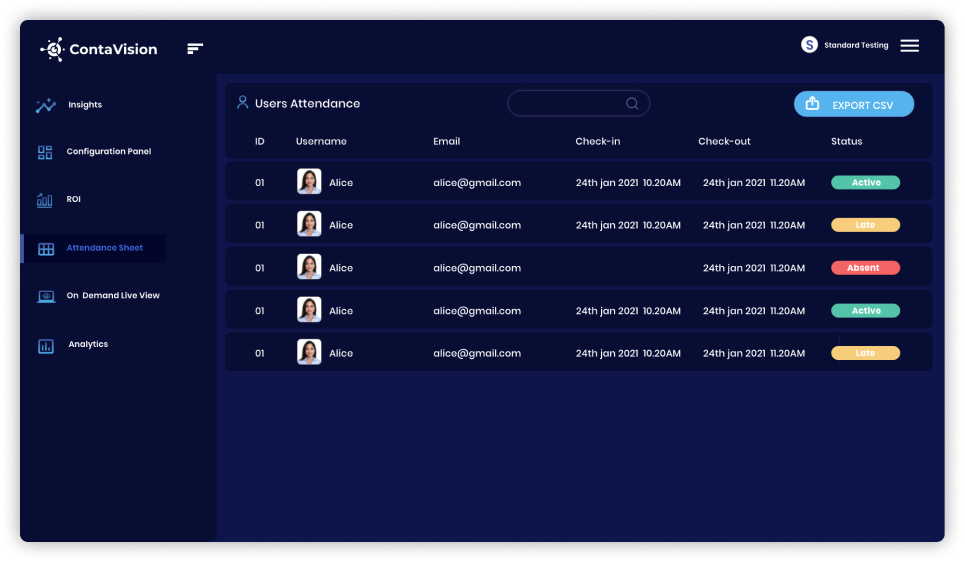 ContaVision
S Standard Testing
Insights
Configuration Panel
ROI
Attendance Sheet
On Demand Live View
Analytics
Users Attendance
EXPORT CSV
ID Username Email Check-in Check-out Status
01 Alice alice@gmail.com 24th jan 2021 10.20AM 24th jan 2021 11.20AM Active
01 Alice alice@gmail.com 24th jan 2021 10.20AM 24th jan 2021 11.20AM Late
01 Alice alice@gmail.com 24th jan 2021 11.20AM Absent
01 Alice alice@gmail.com 24th jan 2021 10.20AM 24th jan 2021 11.20AM Active
01 Alice alice@gmail.com 24th jan 2021 10.20AM 24th jan 2021 11.20AM Late